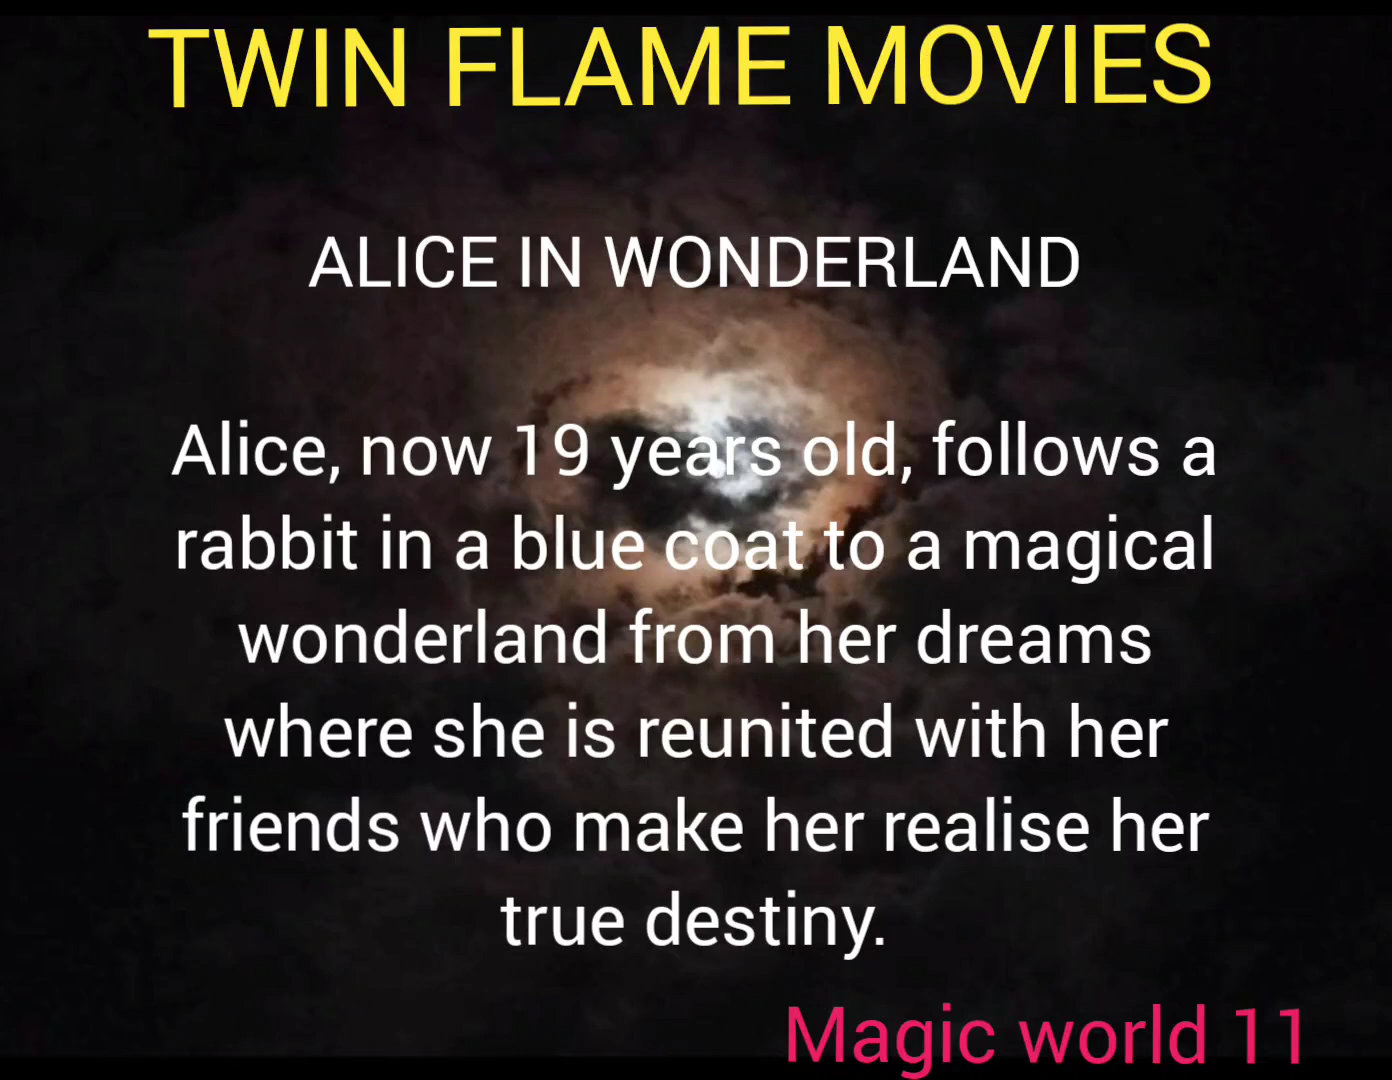 TWIN FLAME MOVIES
ALICE IN WONDERLAND
Alice, now 19 years old, follows a
rabbit in a blue coat to a magical
wonderland from her dreams
where she is reunited with her
friends who make her realise her
true destiny.
Magic world 11